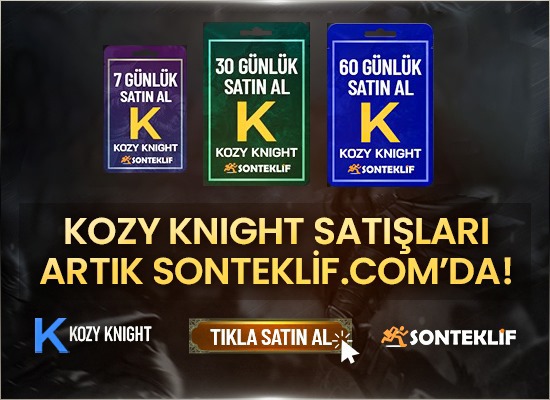 7 GÜNLÜK
SATIN AL
K
KOZY KNIGHT
SONTEKLİF
30 GÜNLÜK
SATIN AL
K
KOZY KNIGHT
SONTEKLİF
60 GÜNLÜK
SATIN AL
K
KOZY KNIGHT
SONTEKLİF
KOZY KNIGHT SATIŞLARI
ARTIK SONTEKLİF.COM'DA!
K KOZY KNIGHT
TIKLA SATIN AL
SONTEKLİF